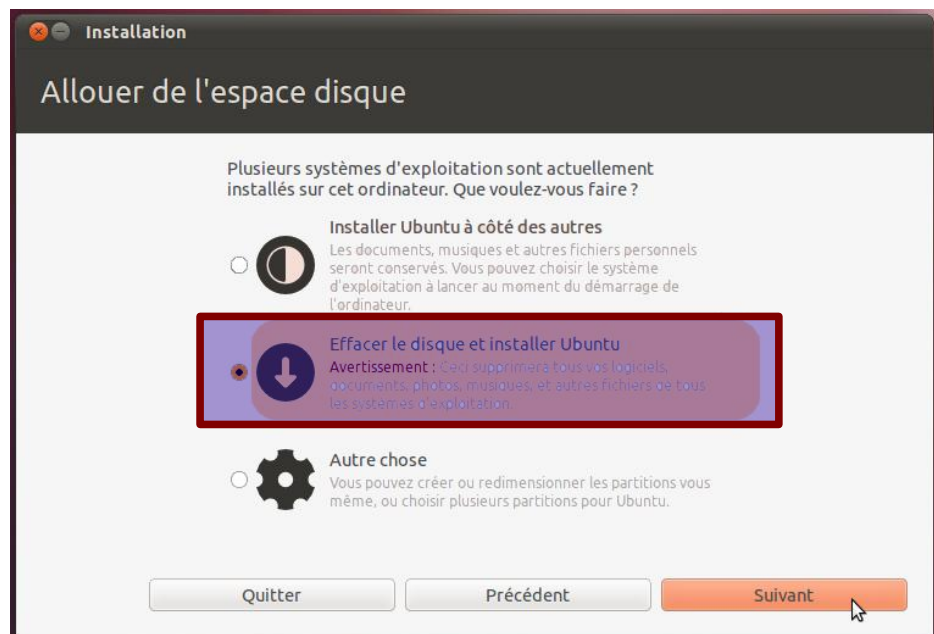 Installation
Allouer de l'espace disque
Plusieurs systèmes d'exploitation sont actuellement
installés sur cet ordinateur. Que voulez-vous faire ?
Installer Ubuntu à côté des autres
Les documents, musiques et autres fichiers personnels
seront conservés. Vous pouvez choisir le système
d'exploitation à lancer au moment du démarrage de
l'ordinateur.
Effacer le disque et installer Ubuntu
Avertissement : Ceci supprimera tous vos logiciels,
documents, photos, musiques, et autres fichiers de tous
les systèmes d'exploitation.
Autre chose
Vous pouvez créer ou redimensionner les partitions vous
même, ou choisir plusieurs partitions pour Ubuntu.
Quitter
Précédent
Suivant